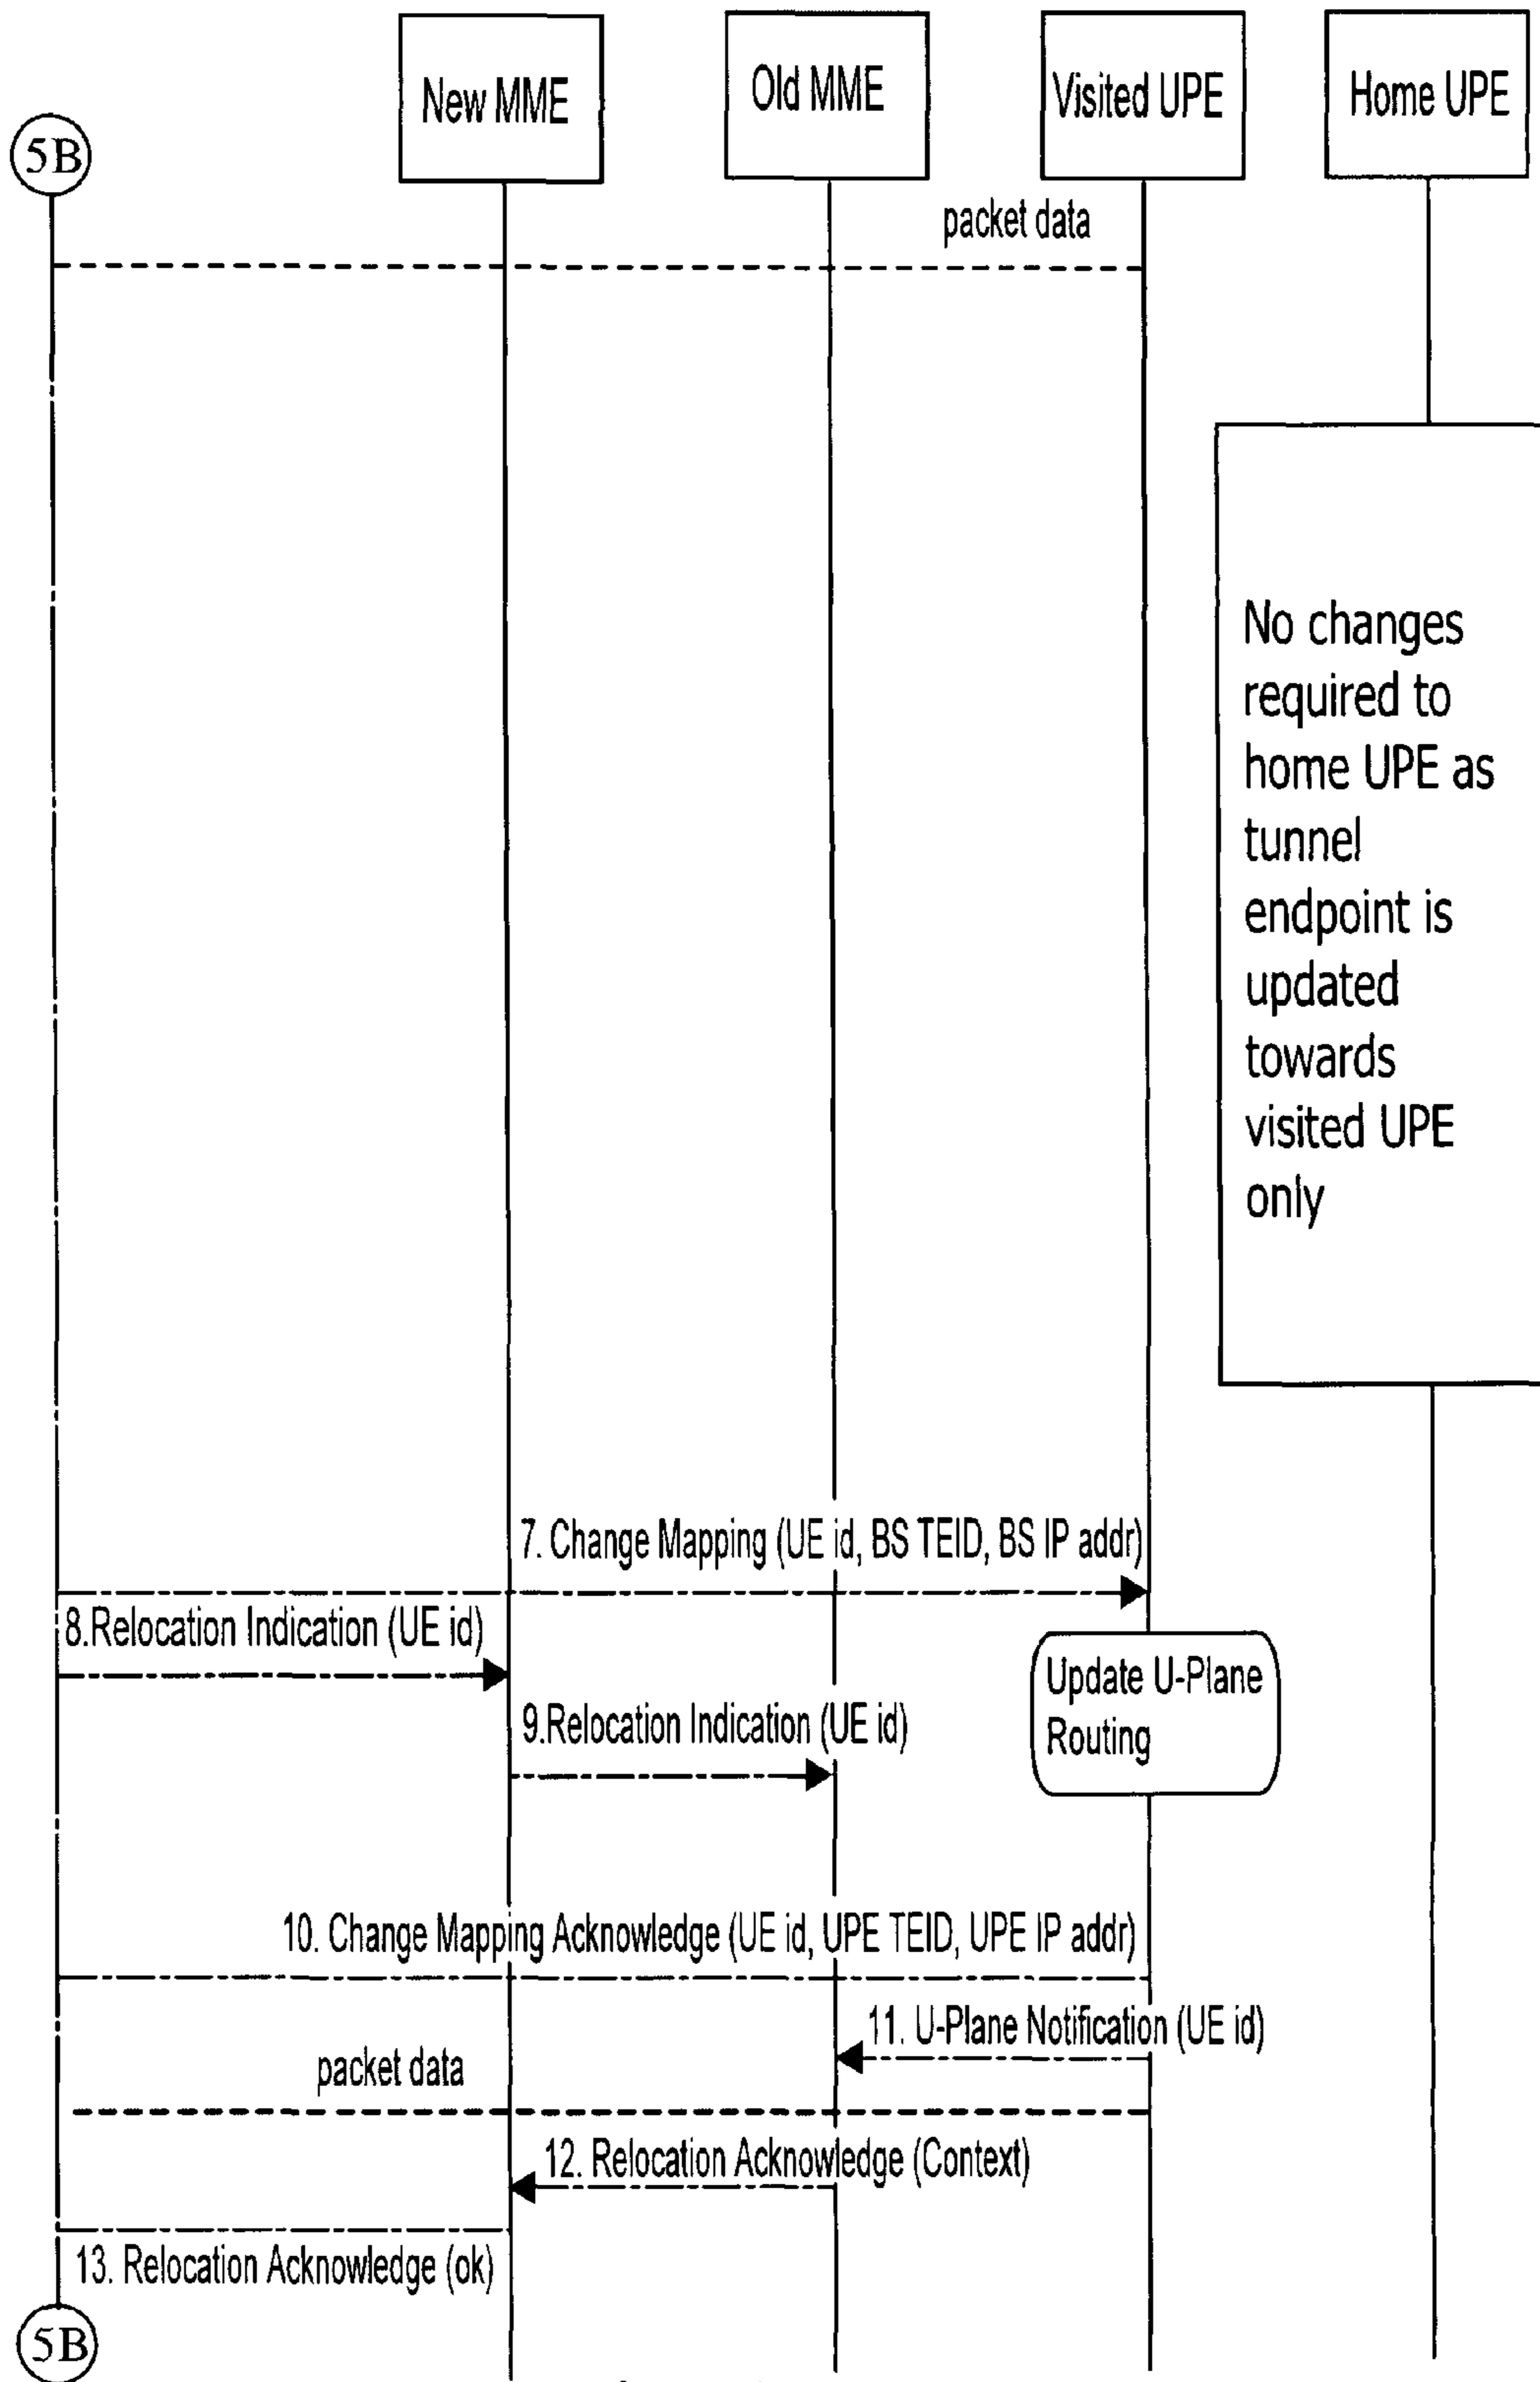 New MME
Old MME
Visited UPE
Home UPE
5B
packet data
No changes
required to
home UPE as
tunnel
endpoint is
updated
towards
visited UPE
only
7. Change Mapping (UE id, BS TEID, BS IP addr)
8.Relocation Indication (UE id)
Update U-Plane
Routing
9.Relocation Indication (UE id)
10. Change Mapping Acknowledge (UE id, UPE TEID, UPE IP addr)
11. U-Plane Notification (UE id)
packet data
12. Relocation Acknowledge (Context)
13. Relocation Acknowledge (ok)
5B